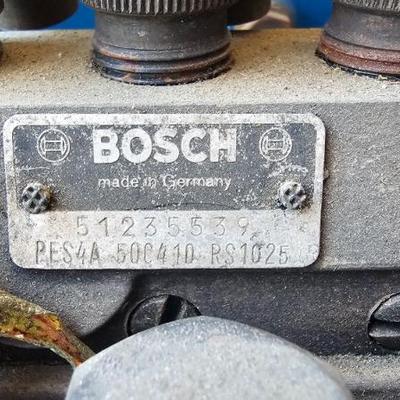 BOSCH
made in Germany
51235539
PES4A 50C410 RS1025